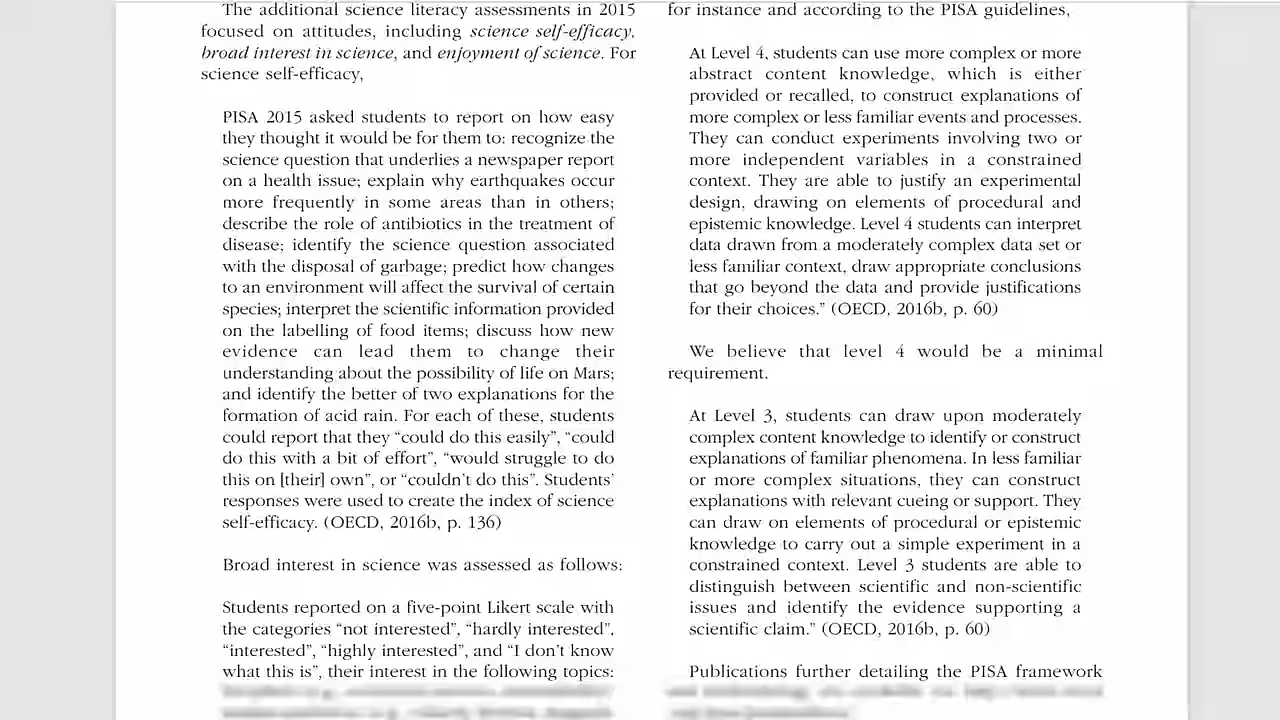 The additional science literacy assessments in 2015
focused on attitudes, including science self-efficacy,
broad interest in science, and enjoyment of science. For
science self-efficacy,
PISA 2015 asked students to report on how easy
they thought it would be for them to: recognize the
science question that underlies a newspaper report
on a health issue; explain why earthquakes occur
more frequently in some areas than in others;
describe the role of antibiotics in the treatment of
disease; identify the science question associated
with the disposal of garbage; predict how changes
to an environment will affect the survival of certain
species; interpret the scientific information provided
on the labelling of food items; discuss how new
evidence can lead them to change their
understanding about the possibility of life on Mars;
and identify the better of two explanations for the
formation of acid rain. For each of these, students
could report that they “could do this easily”, “could
do this with a bit of effort”, “would struggle to do
this on [their] own”, or “couldn’t do this”. Students’
responses were used to create the index of science
self-efficacy. (OECD, 2016b, p. 136)
Broad interest in science was assessed as follows:
Students reported on a five-point Likert scale with
the categories “not interested”, “hardly interested”,
“interested”, “highly interested”, and “I don’t know
what this is”, their interest in the following topics:
for instance and according to the PISA guidelines,
At Level 4, students can use more complex or more
abstract content knowledge, which is either
provided or recalled, to construct explanations of
more complex or less familiar events and processes.
They can conduct experiments involving two or
more independent variables in a constrained
context. They are able to justify an experimental
design, drawing on elements of procedural and
epistemic knowledge. Level 4 students can interpret
data drawn from a moderately complex data set or
less familiar context, draw appropriate conclusions
that go beyond the data and provide justifications
for their choices.” (OECD, 2016b, p. 60)
We believe that level 4 would be a minimal
requirement.
At Level 3, students can draw upon moderately
complex content knowledge to identify or construct
explanations of familiar phenomena. In less familiar
or more complex situations, they can construct
explanations with relevant cueing or support. They
can draw on elements of procedural or epistemic
knowledge to carry out a simple experiment in a
constrained context. Level 3 students are able to
distinguish between scientific and non-scientific
issues and identify the evidence supporting a
scientific claim.” (OECD, 2016b, p. 60)
Publications further detailing the PISA framework